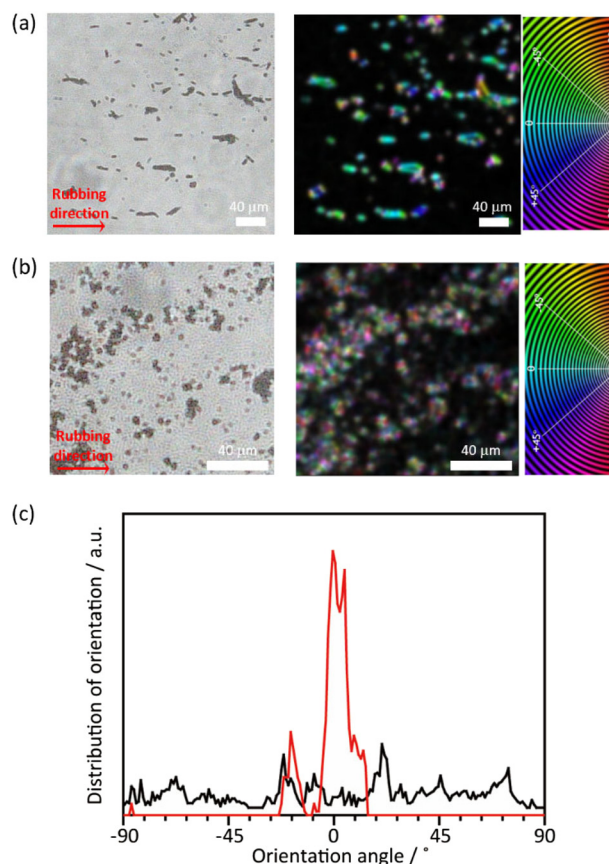 (a)
Rubbing
direction
40 μm
40 μm
-45°
0
+45°
(b)
Rubbing
direction
40 μm
40 μm
-45°
0
+45°
(c)
Distribution of orientation / a.u.
-90
-45
0
45
90
Orientation angle / °